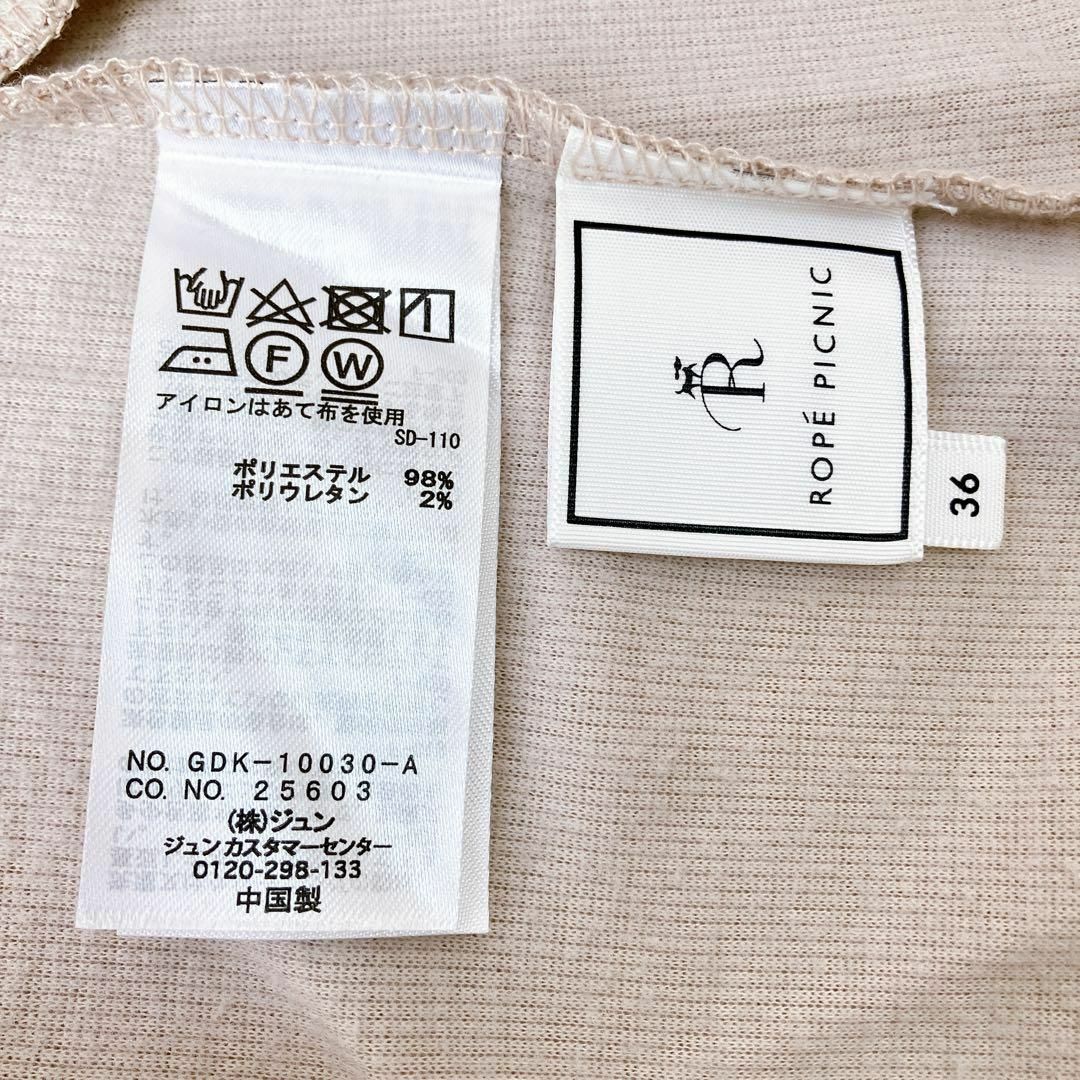 F W
アイロンはあて布を使用
SD-110
ポリエステル 98%
ポリウレタン 2%
NO. GDK-10030-A
CO. NO. 25603
(株)ジュン
ジュンカスタマーセンター
0120-298-133
中国製
R
ROPÉ PICNIC
36